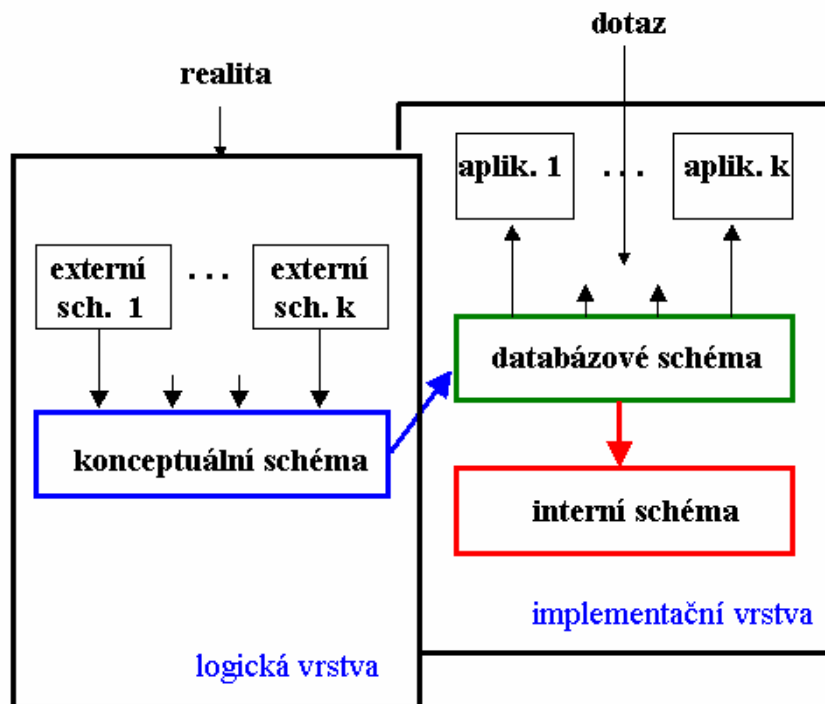 dotaz
realita
aplik. 1
. . .
aplik. k
externí
sch. 1
. . .
externí
sch. k
databázové schéma
konceptuální schéma
interní schéma
implementační vrstva
logická vrstva